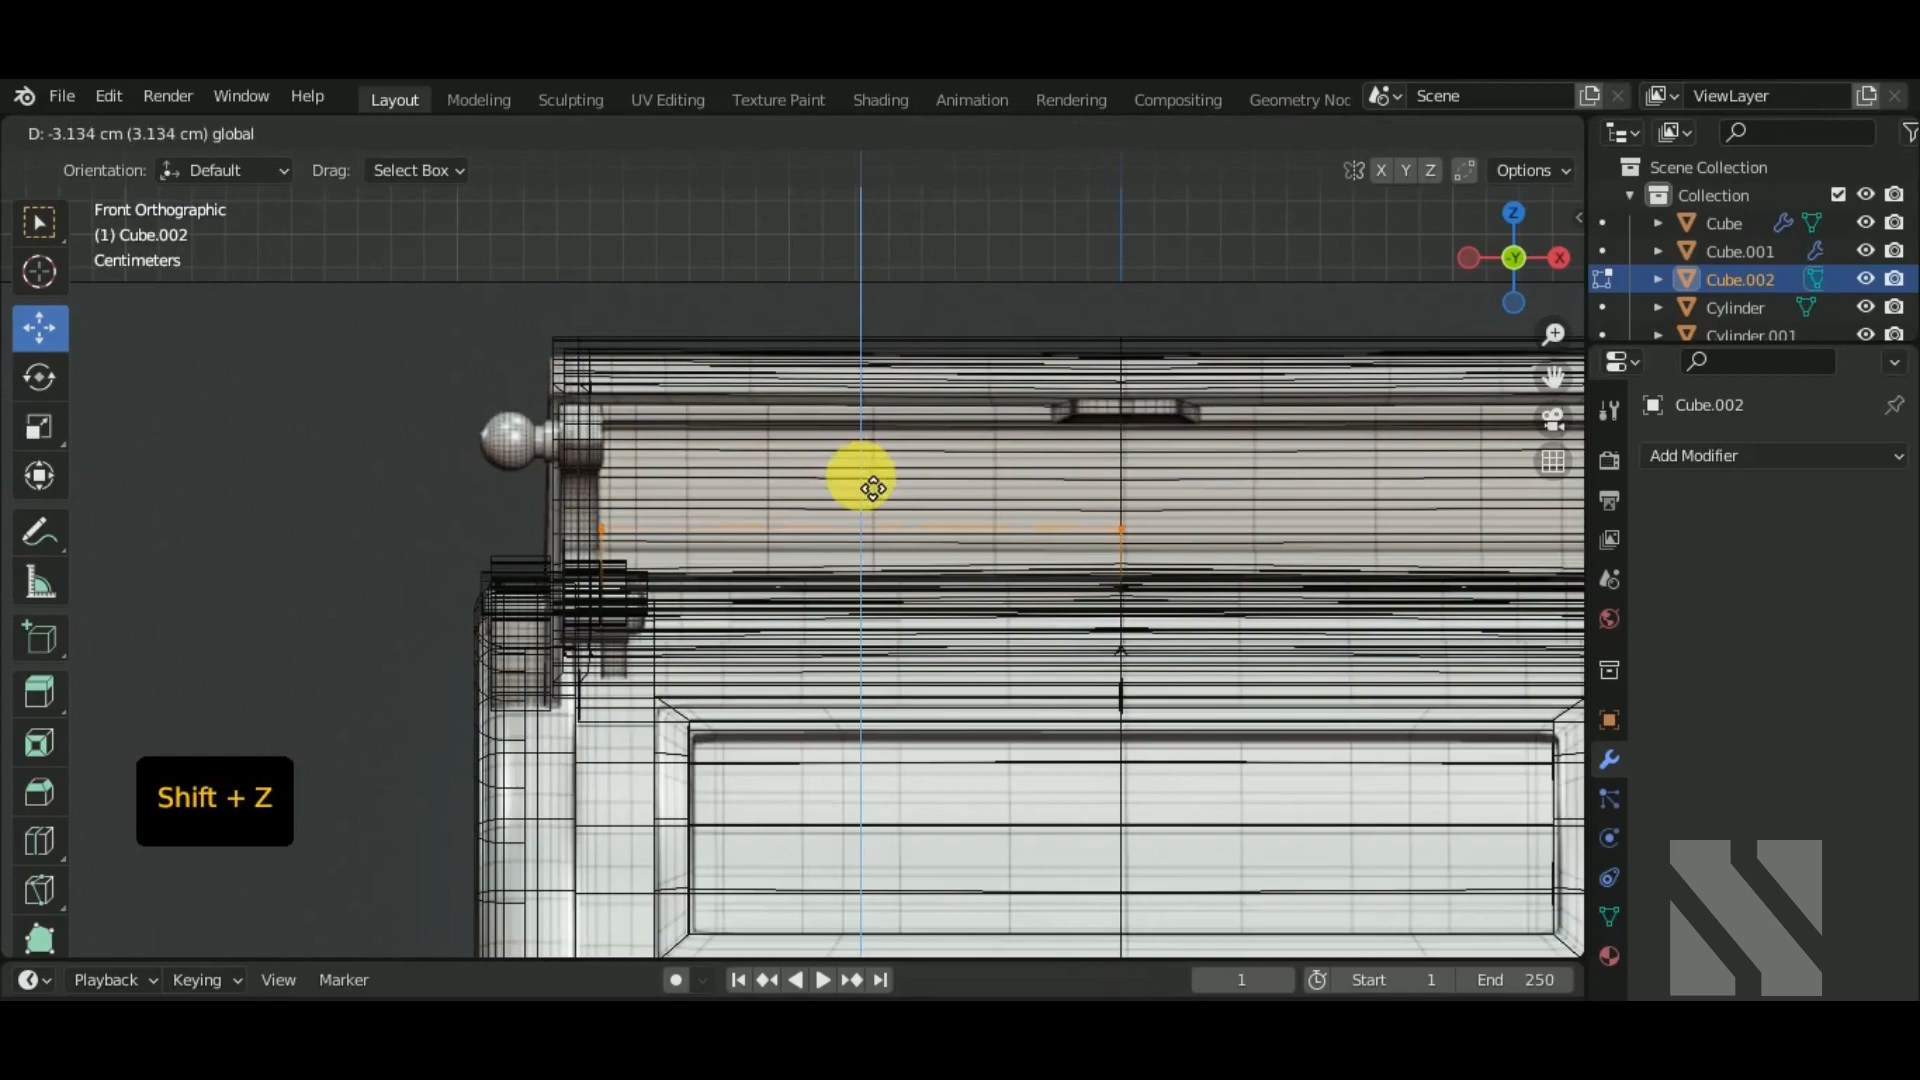 File Edit Render Window Help Layout Modeling Sculpting UV Editing Texture Paint Shading Animation Rendering Compositing Geometry Noc Scene ViewLayer
D: -3.134 cm (3.134 cm) global
Orientation: Default Drag: Select Box X Y Z Options
Front Orthographic
(1) Cube.002
Centimeters
Z
-Y X
Scene Collection
Collection
Cube
Cube.001
Cube.002
Cylinder
Cylinder.001
Cube.002
Add Modifier
Shift + Z
Playback Keying View Marker 1 Start 1 End 250